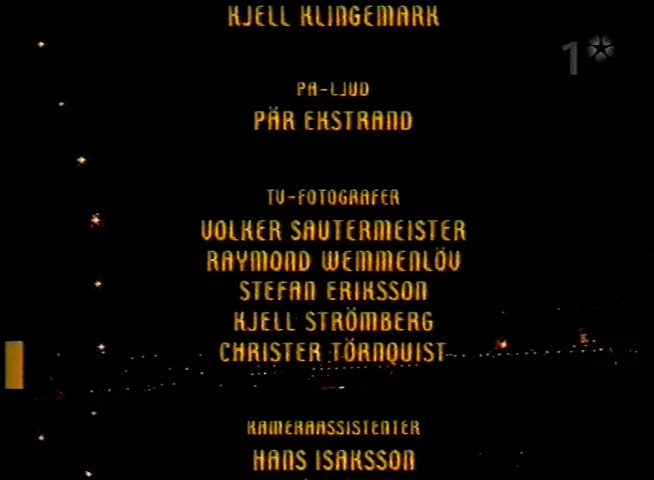 KJELL KLINGEMARK
1
PA-LJUD
PÄR EKSTRAND
TV-FOTOGRAFER
VOLKER SAUTERMEISTER
RAYMOND WEMMENLÖV
STEFAN ERIKSSON
KJELL STRÖMBERG
CHRISTER TÖRNQUIST
KAMERAASSISTENTER
HANS ISAKSSON